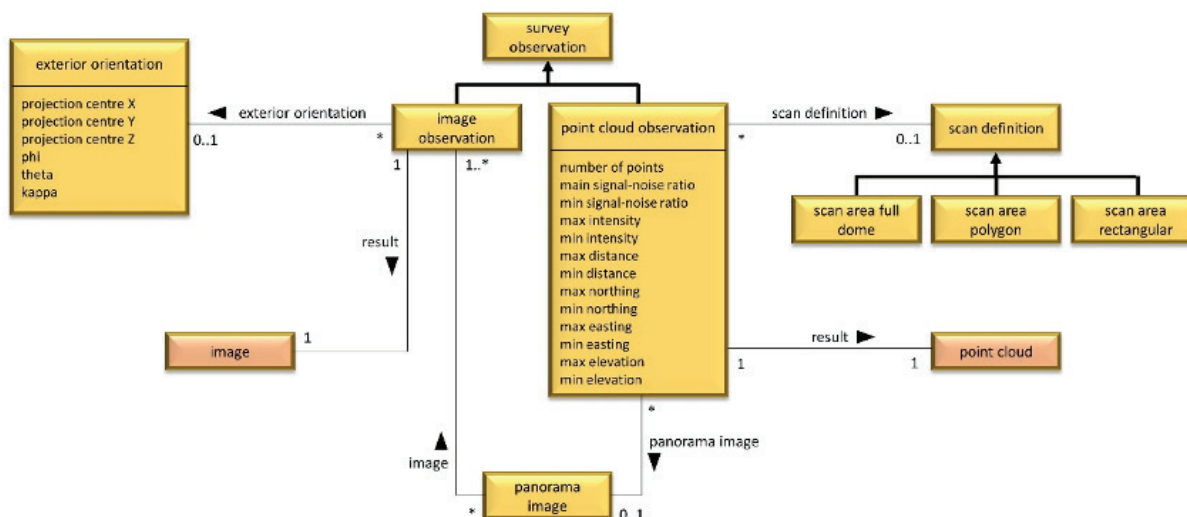 survey
observation
exterior orientation
projection centre X
projection centre Y
projection centre Z
phi
theta
kappa
◄ exterior orientation
0..1
*
image
observation
1
1..*
point cloud observation
number of points
main signal-noise ratio
min signal-noise ratio
max intensity
min intensity
max distance
min distance
max northing
min northing
max easting
min easting
max elevation
min elevation
scan definition ►
*
0..1
scan definition
scan area full
dome
scan area
polygon
scan area
rectangular
result
▼
image
1
result ►
1
1
point cloud
*
panorama image
▼
▲
image
panorama
image
*
0..1